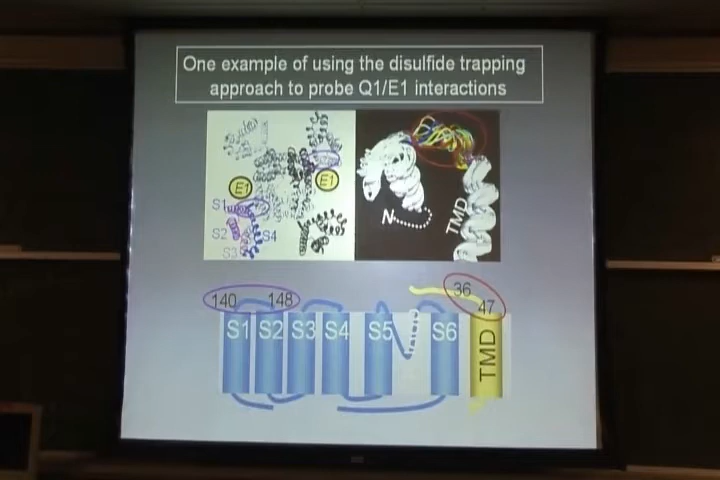 One example of using the disulfide trapping
approach to probe Q1/E1 interactions
E1
E1
S1
S2
S4
S3
N
TMD
140
148
36
47
S1
S2
S3
S4
S5
S6
TMD